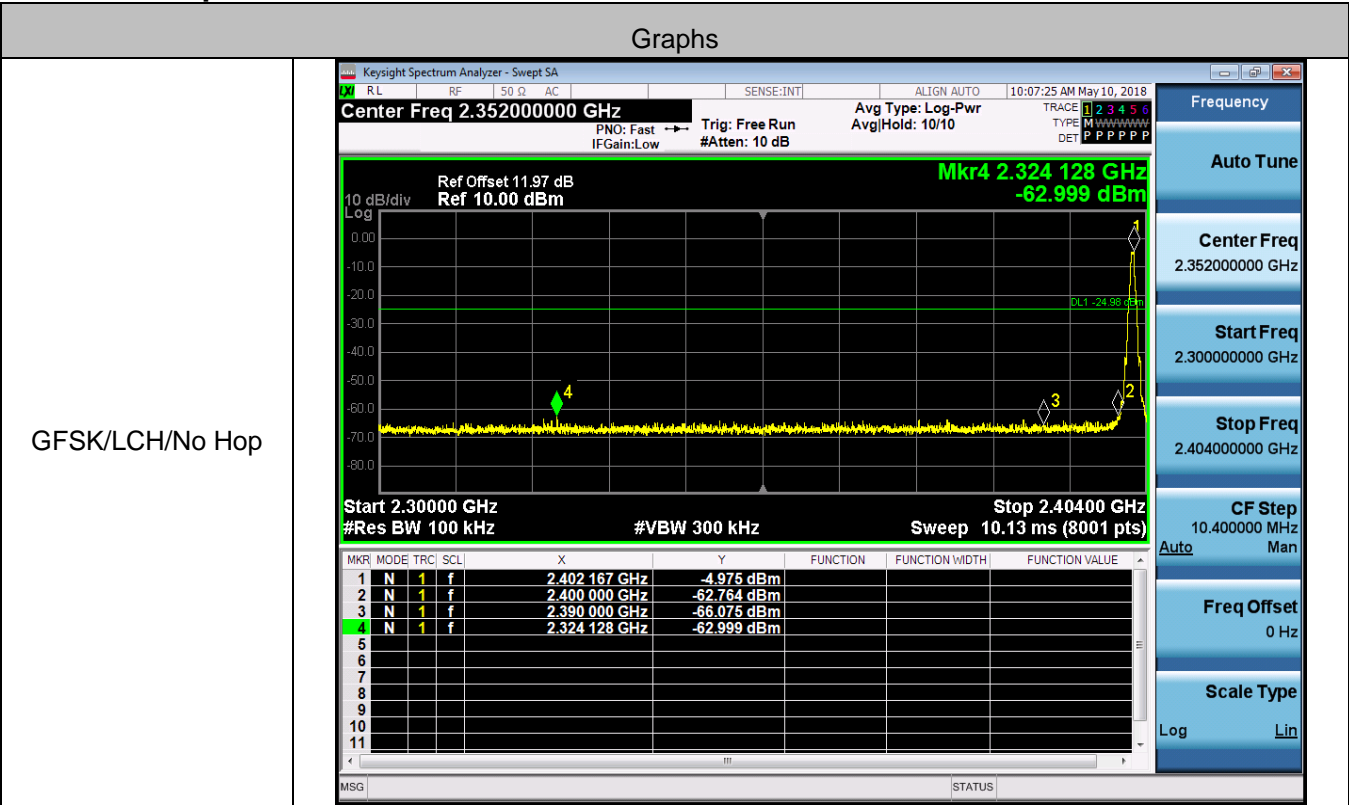 Graphs
GFSK/LCH/No Hop
Keysight Spectrum Analyzer - Swept SA
RL RF 50 Ω AC SENSE:INT ALIGN AUTO 10:07:25 AM May 10, 2018
Center Freq 2.352000000 GHz
PNO: Fast
IFGain:Low
Trig: Free Run
#Atten: 10 dB
Avg Type: Log-Pwr
Avg|Hold: 10/10
TRACE 1 2 3 4 5 6
TYPE M WWWWW
DET P P P P P P
Mkr4 2.324 128 GHz
-62.999 dBm
Ref Offset 11.97 dB
10 dB/div Ref 10.00 dBm
Log
0.00
-10.0
-20.0
-30.0
-40.0
-50.0
-60.0
-70.0
-80.0
1
DL1 -24.98 dBm
4
3
2
Start 2.30000 GHz Stop 2.40400 GHz
#Res BW 100 kHz #VBW 300 kHz Sweep 10.13 ms (8001 pts)
MKR MODE TRC SCL X Y FUNCTION FUNCTION WIDTH FUNCTION VALUE
1 N 1 f 2.402 167 GHz -4.975 dBm
2 N 1 f 2.400 000 GHz -62.764 dBm
3 N 1 f 2.390 000 GHz -66.075 dBm
4 N 1 f 2.324 128 GHz -62.999 dBm
5
6
7
8
9
10
11
MSG STATUS
Frequency
Auto Tune
Center Freq
2.352000000 GHz
Start Freq
2.300000000 GHz
Stop Freq
2.404000000 GHz
CF Step
10.400000 MHz
Auto Man
Freq Offset
0 Hz
Scale Type
Log Lin